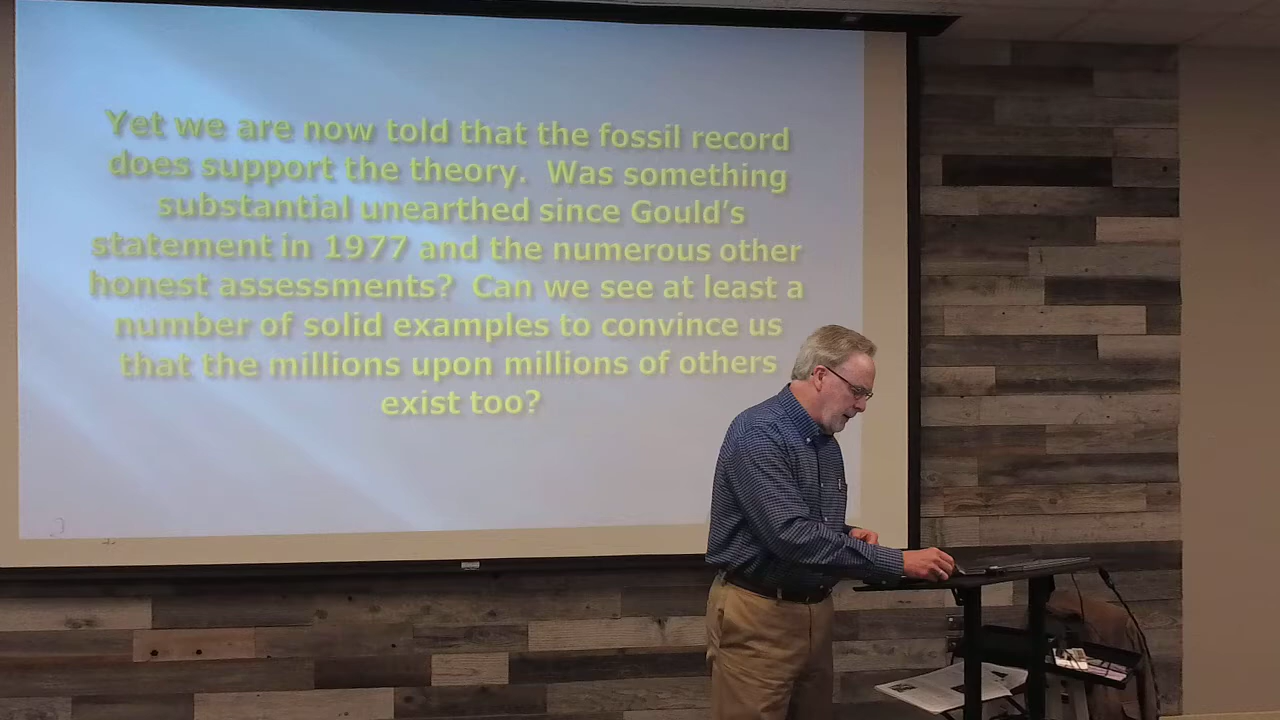 Yet we are now told that the fossil record
does support the theory.  Was something
substantial unearthed since Gould's
statement in 1977 and the numerous other
honest assessments?  Can we see at least a
number of solid examples to convince us
that the millions upon millions of others
exist too?